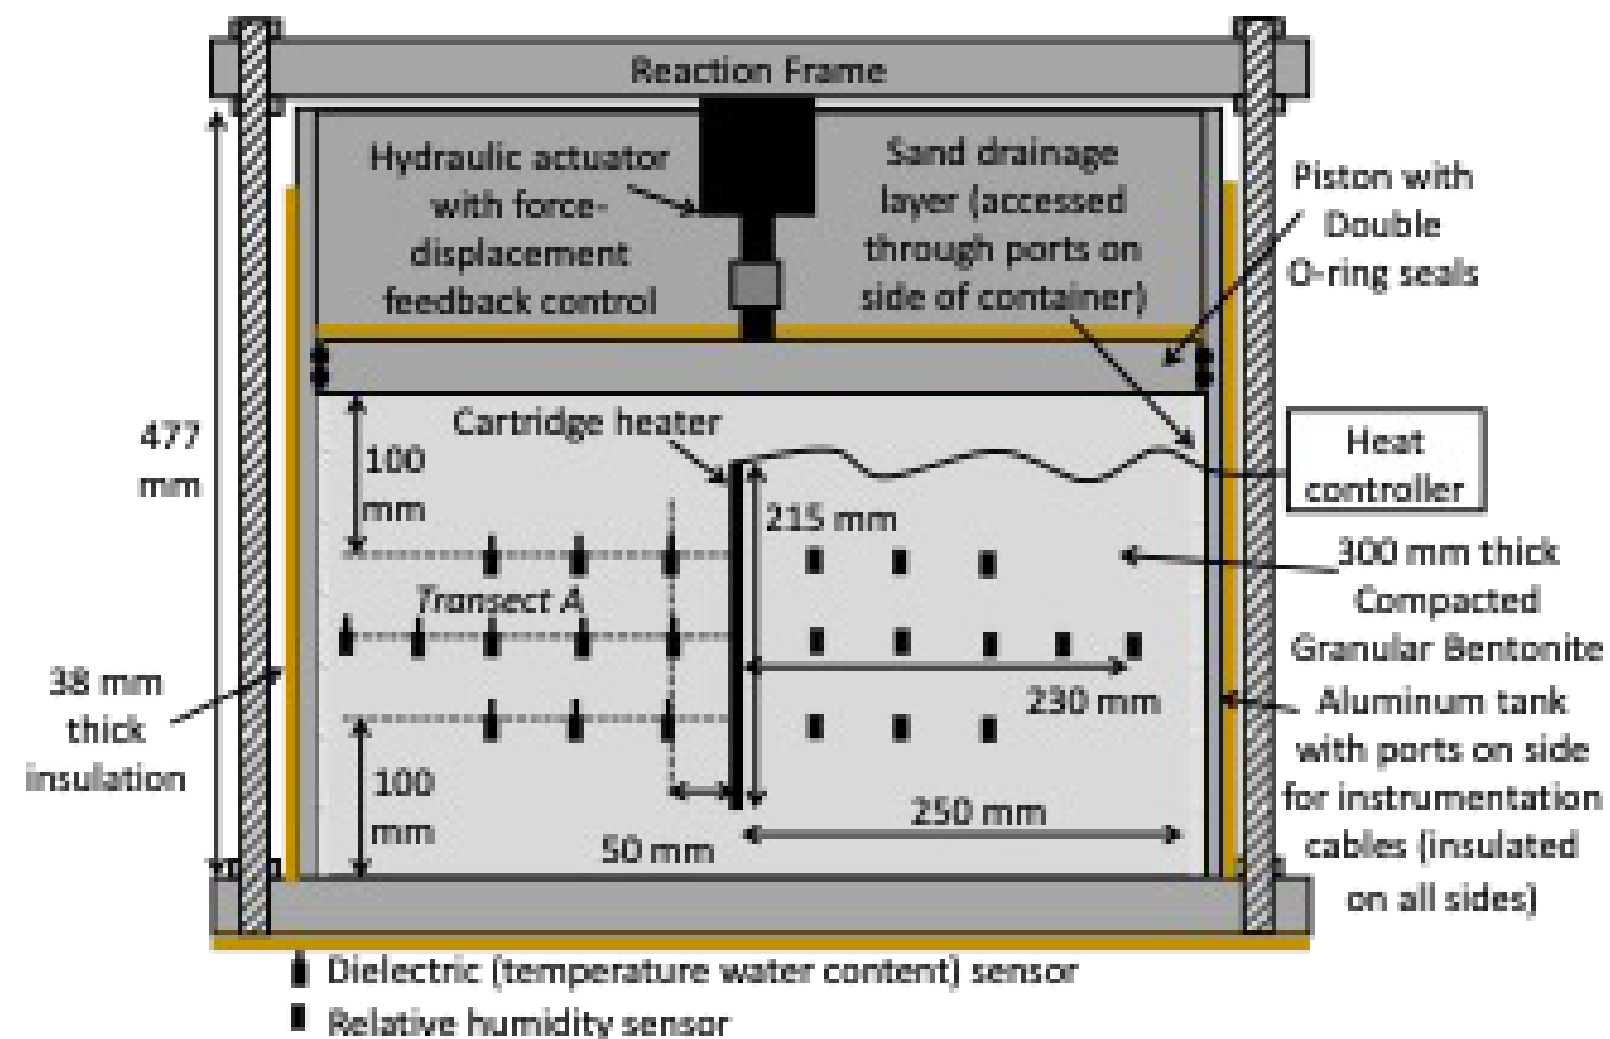 Reaction Frame
Hydraulic actuator
with force-
displacement
feedback control
Sand drainage
layer (accessed
through ports on
side of container)
Piston with
Double
O-ring seals
477
mm
Cartridge heater
100
mm
215 mm
Heat
controller
300 mm thick
Compacted
Granular Bentonite
Transect A
38 mm
thick
insulation
230 mm
Aluminum tank
with ports on side
for instrumentation
cables (insulated
on all sides)
100
mm
50 mm
250 mm
Dielectric (temperature water content) sensor
Relative humidity sensor